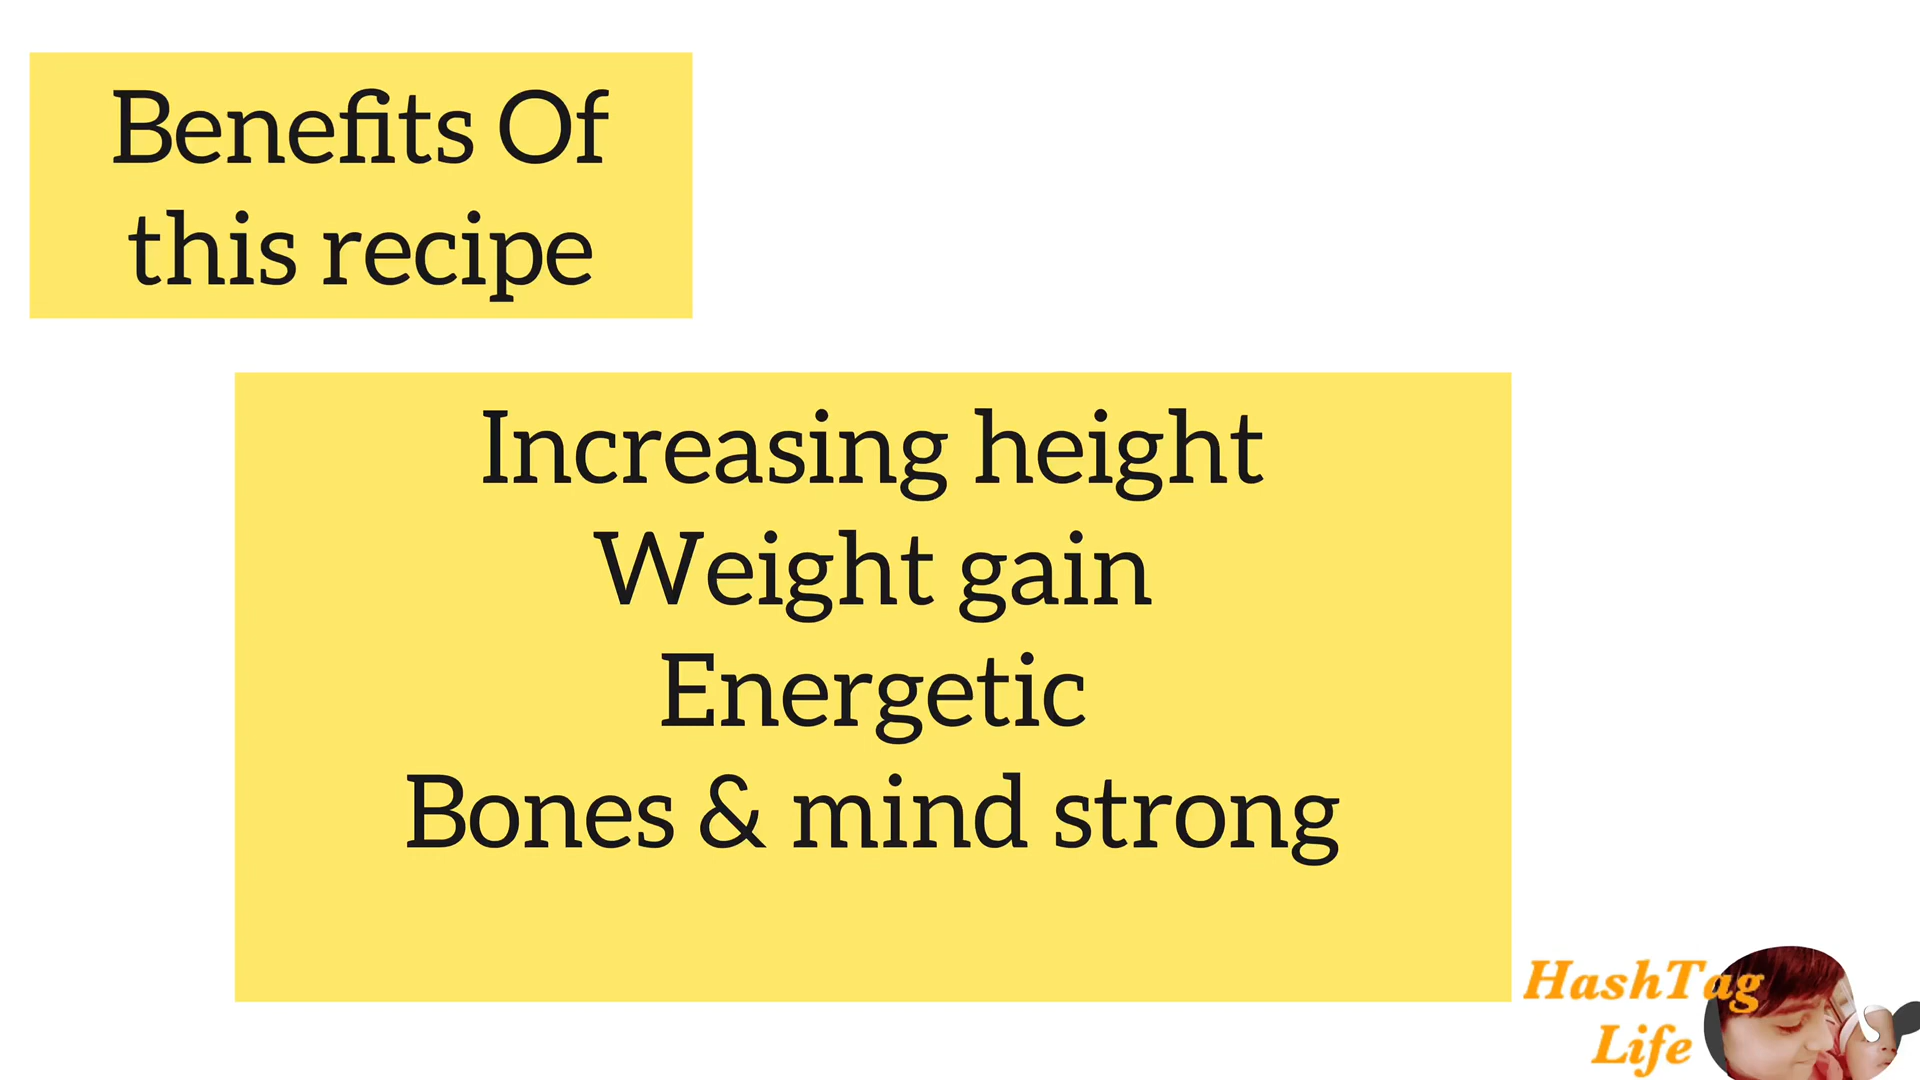 Benefits Of
this recipe
Increasing height
Weight gain
Energetic
Bones & mind strong
HashTag
Life